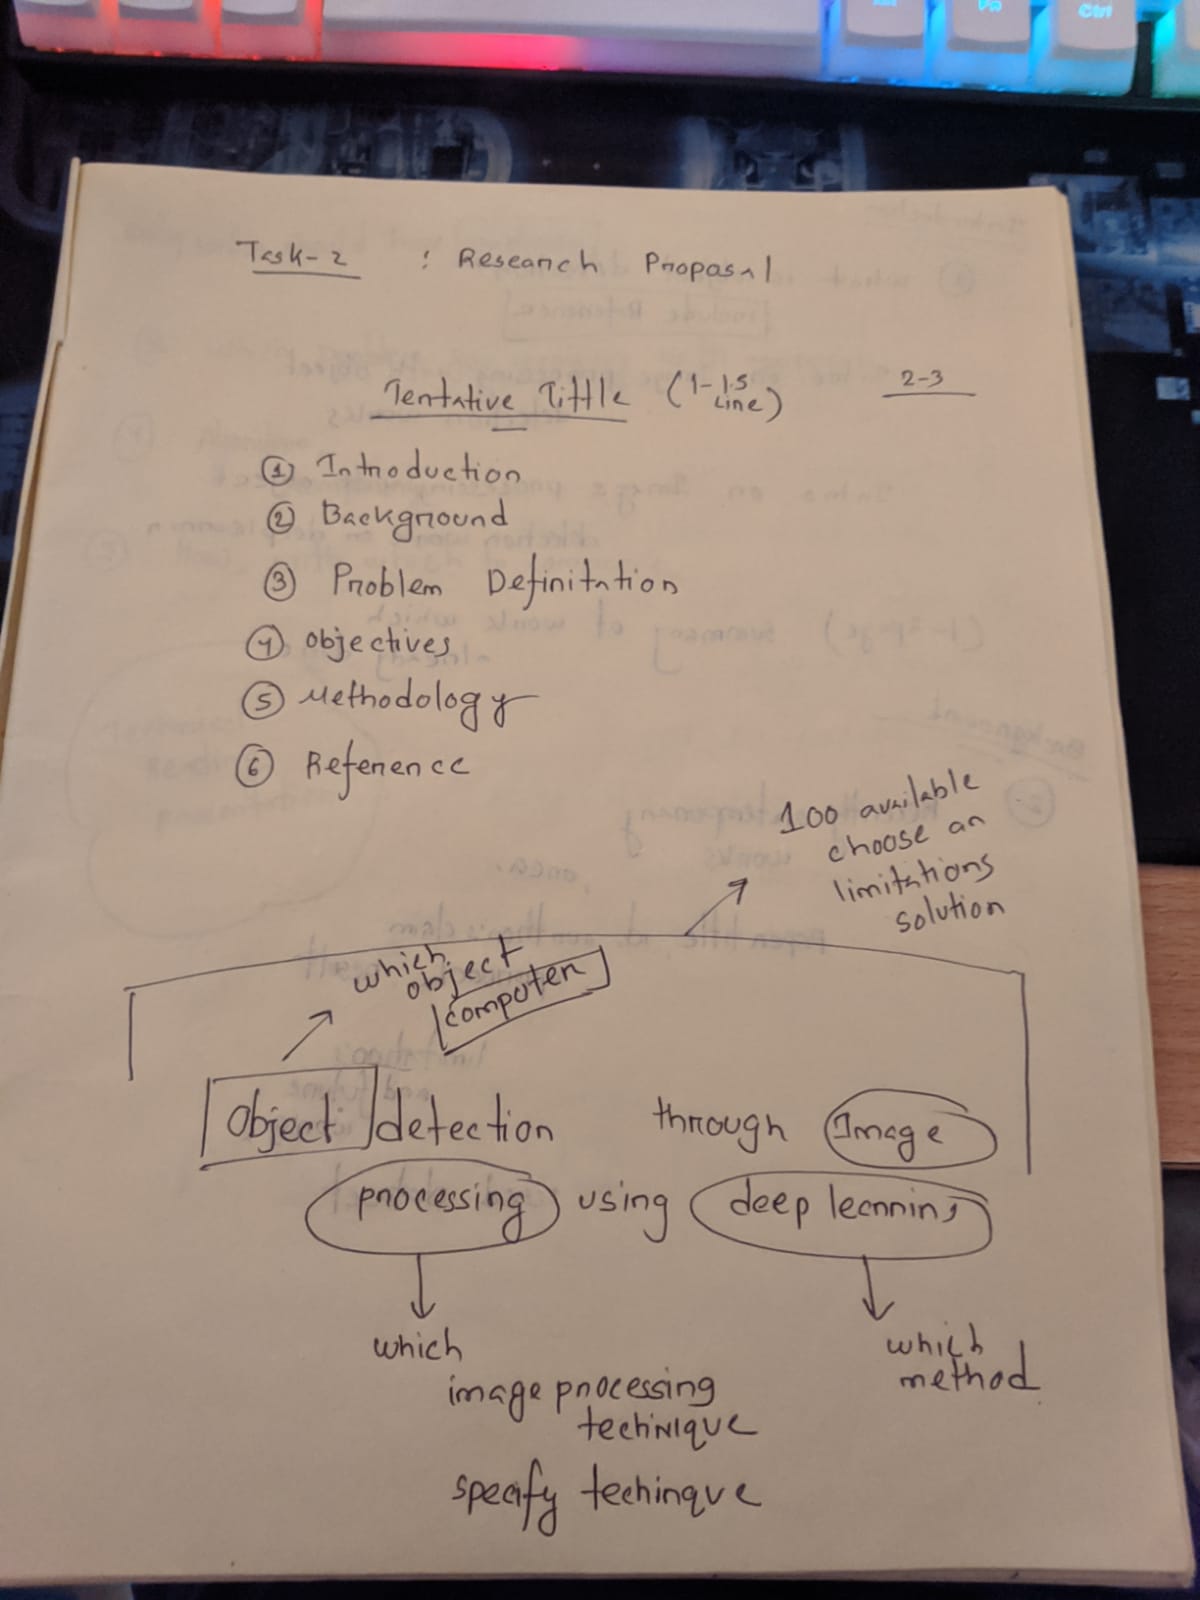 Task-2 : Research Proposal
Tentative Tittle (1-1.5 Line) 2-3
① Introduction
② Background
③ Problem Definitation
④ objectives
⑤ Methodology
⑥ Reference
100 available
choose an
limitations
solution
which
object
computer
Object detection through Image
processing using deep learning
which
image processing
techinique
specify techinque
which
method
Ctrl